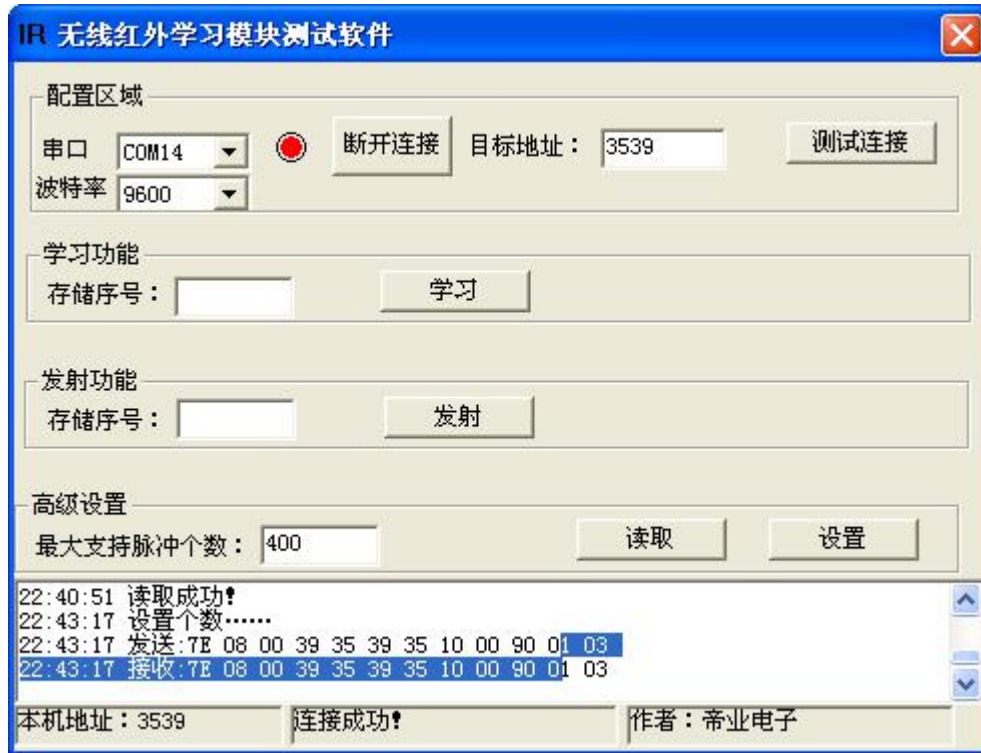 IR 无线红外学习模块测试软件
配置区域
串口 COM14 断开连接 目标地址： 3539 测试连接
波特率 9600
学习功能
存储序号： 学习
发射功能
存储序号： 发射
高级设置
最大支持脉冲个数： 400 读取 设置
22:40:51 读取成功!
22:43:17 设置个数……
22:43:17 发送:7E 08 00 39 35 39 35 10 00 90 01 03
22:43:17 接收:7E 08 00 39 35 39 35 10 00 90 01 03
本机地址：3539 连接成功! 作者：帝业电子